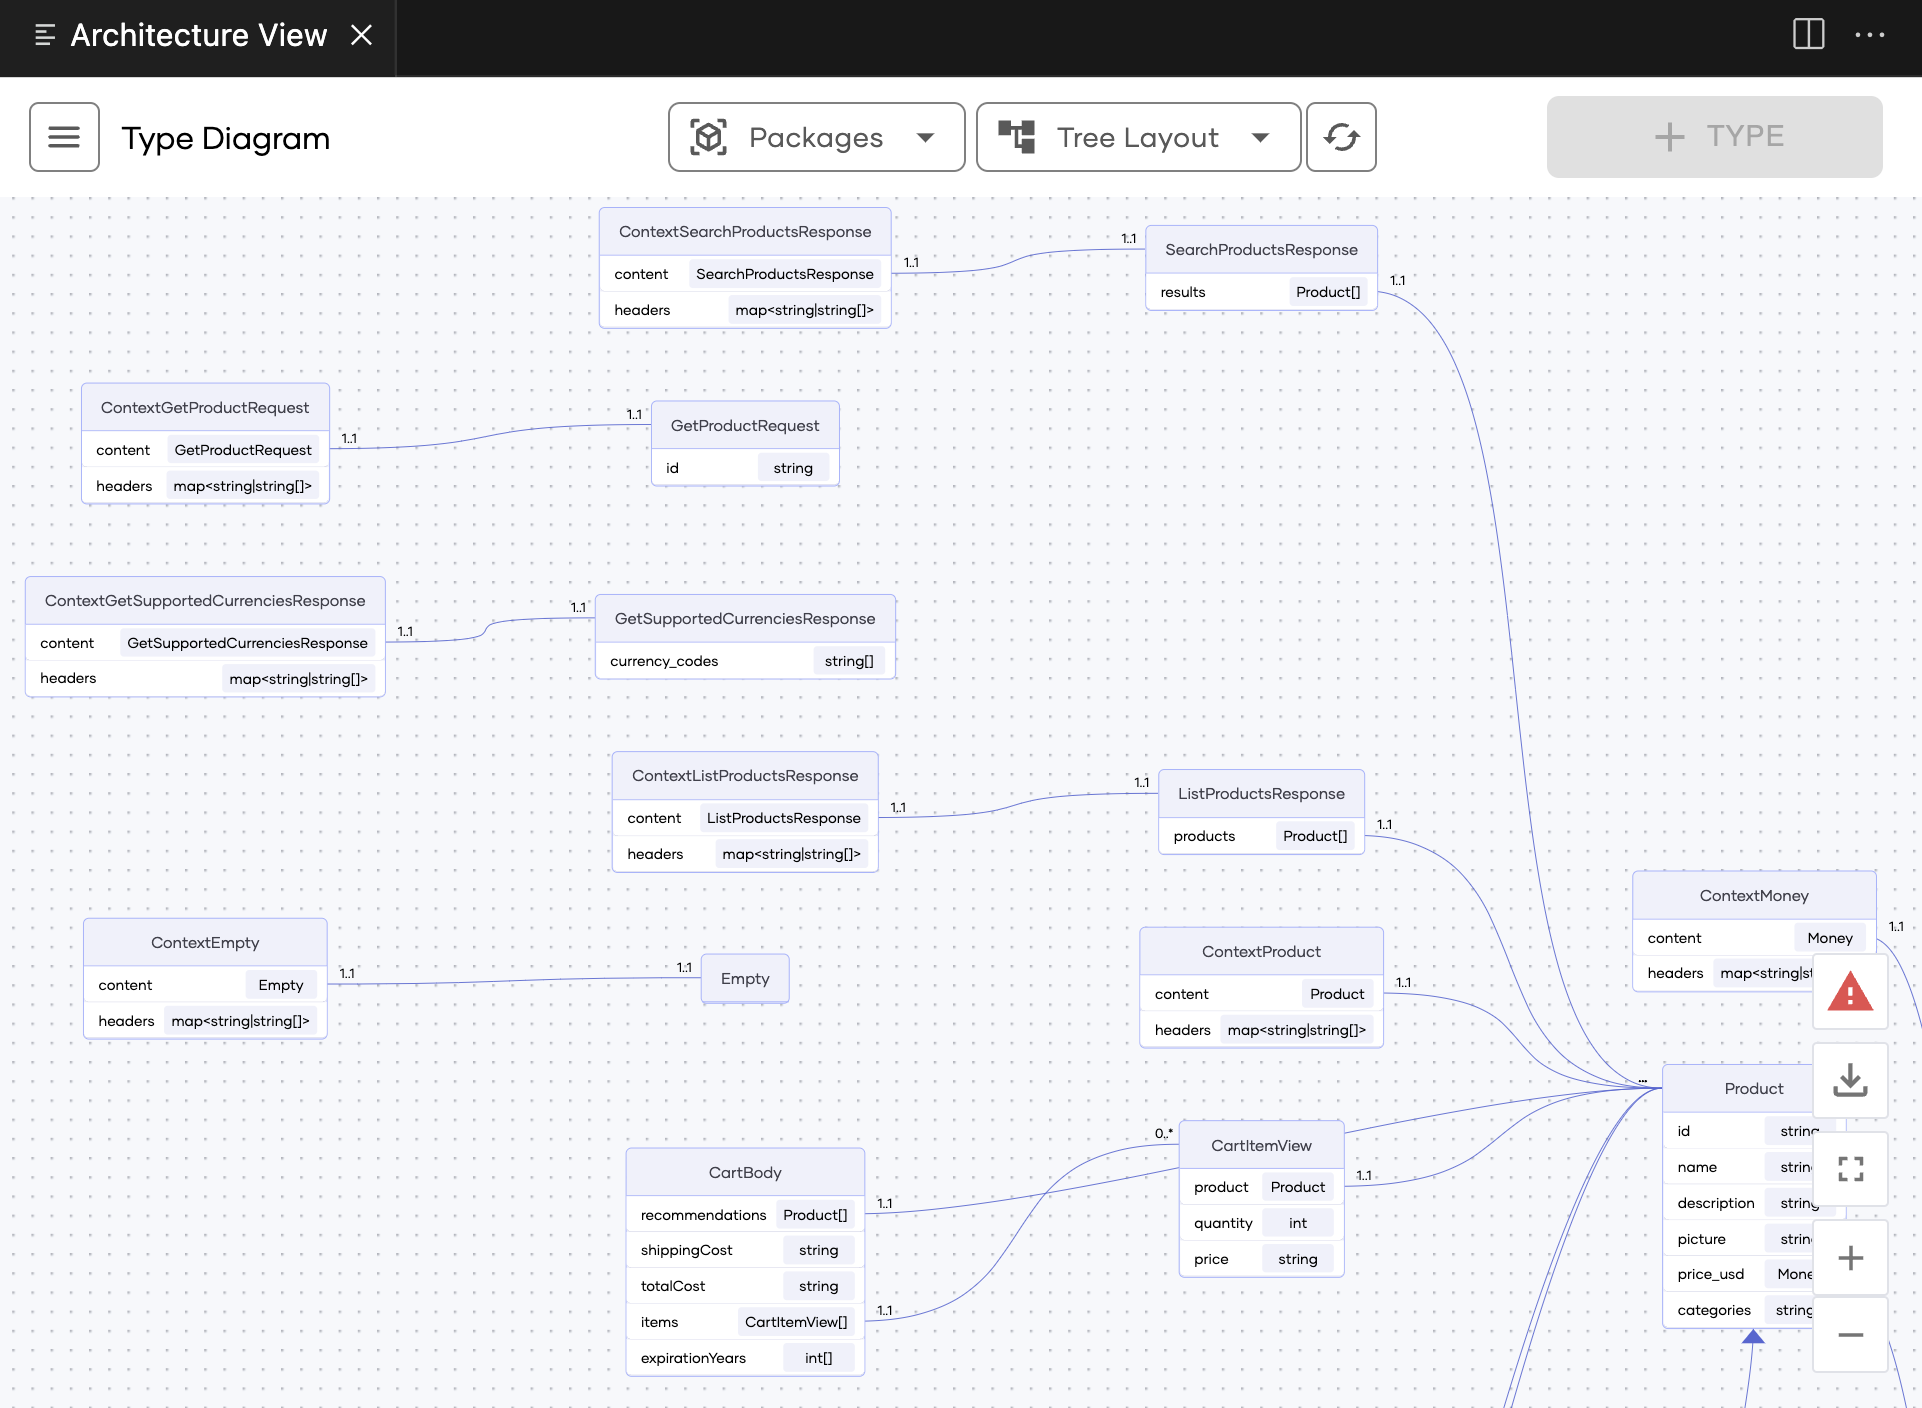 Architecture View
Type Diagram
Packages
Tree Layout
TYPE
ContextSearchProductsResponse
content SearchProductsResponse
headers map<string|string[]>
1..1
1..1
SearchProductsResponse
results Product[]
1..1
ContextGetProductRequest
content GetProductRequest
headers map<string|string[]>
1..1
1..1
GetProductRequest
id string
ContextGetSupportedCurrenciesResponse
content GetSupportedCurrenciesResponse
headers map<string|string[]>
1..1
1..1
GetSupportedCurrenciesResponse
currency_codes string[]
ContextListProductsResponse
content ListProductsResponse
headers map<string|string[]>
1..1
1..1
ListProductsResponse
products Product[]
1..1
ContextMoney
content Money
headers map<string|st
1..1
ContextEmpty
content Empty
headers map<string|string[]>
1..1
1..1
Empty
ContextProduct
content Product
headers map<string|string[]>
1..1
...
Product
id string
name strin
description string
picture strin
price_usd Mone
categories string
CartBody
recommendations Product[]
shippingCost string
totalCost string
items CartItemView[]
expirationYears int[]
1..1
1..1
0..*
CartItemView
product Product
quantity int
price string
1..1